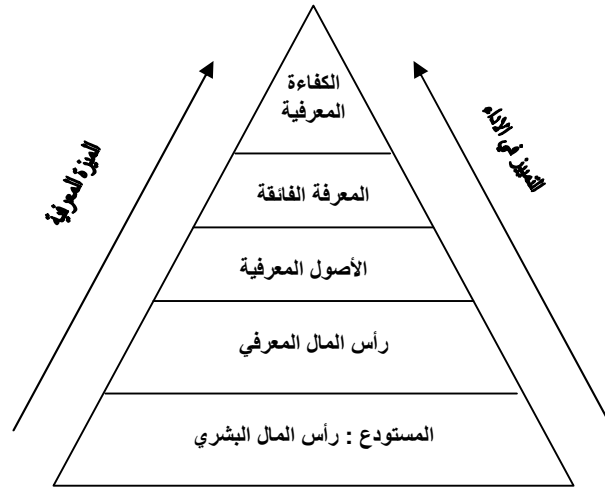 الكفاءة
المعرفية
المعرفة الفائقة
الأصول المعرفية
رأس المال المعرفي
المستودع : رأس المال البشري
الميزة المعرفية
التميز في الاداء